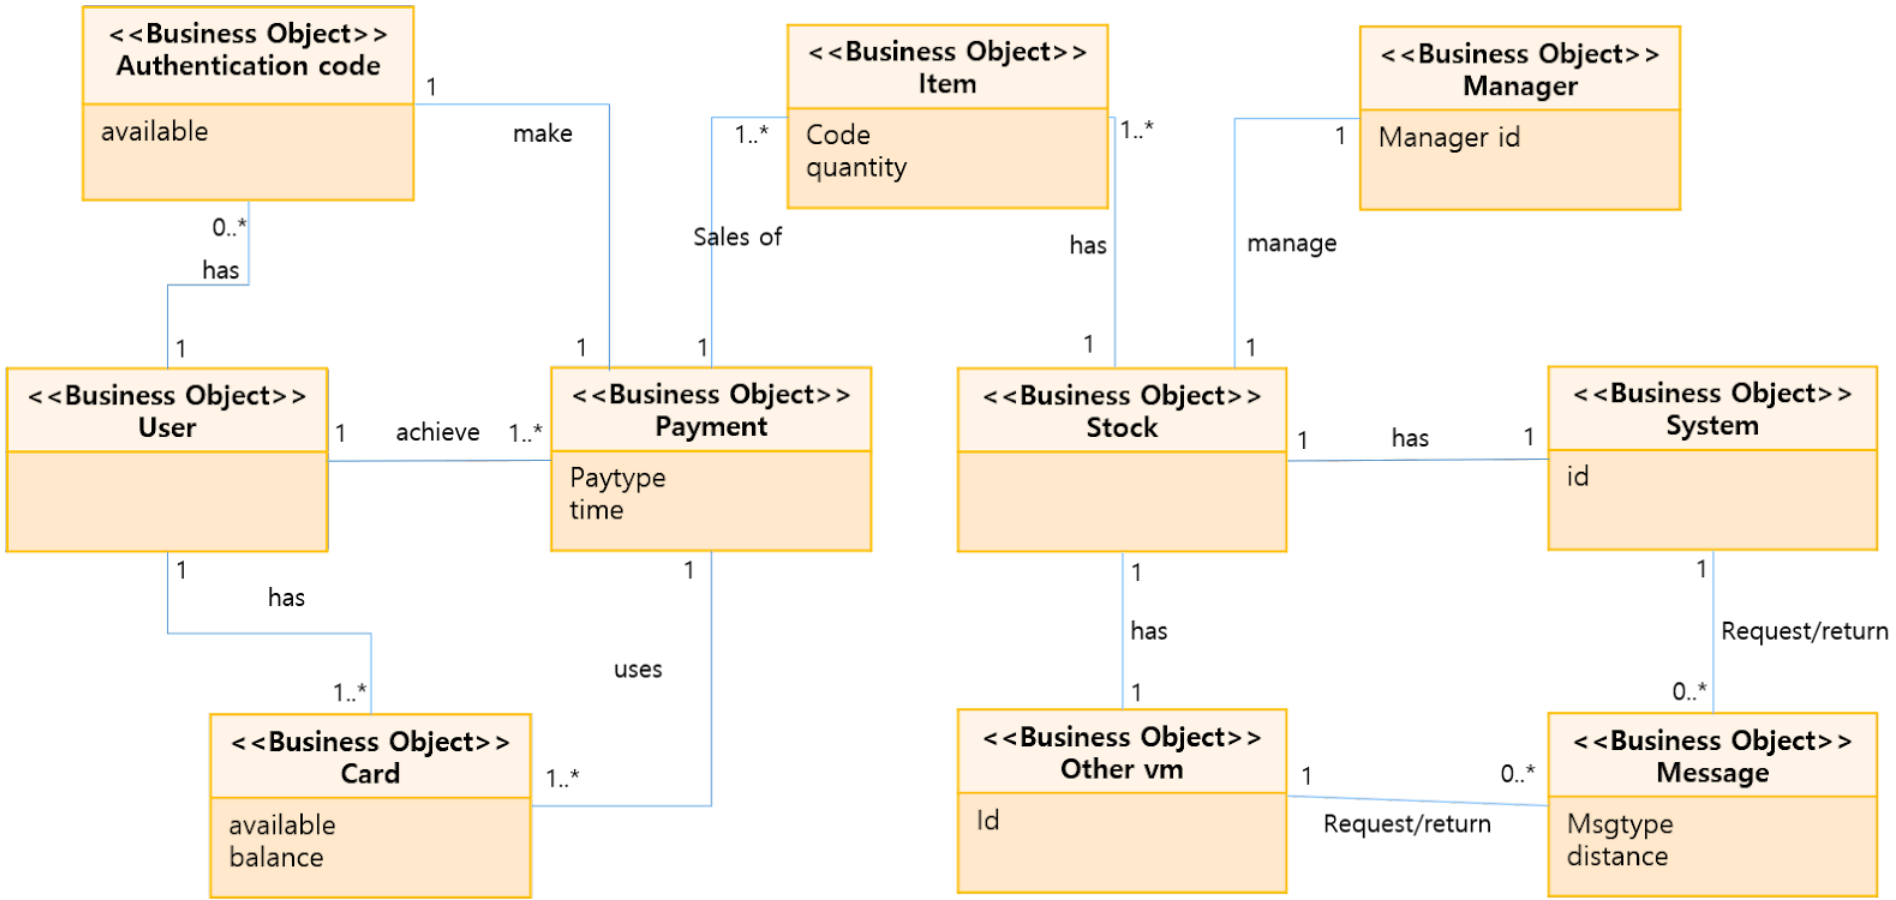 <<Business Object>>
Authentication code
available
1
make
0..*
has
1
1
<<Business Object>>
Item
Code
quantity
1..*
1..*
Sales of
has
1
1
<<Business Object>>
Manager
Manager id
1
manage
1
<<Business Object>>
User
1
achieve
1..*
<<Business Object>>
Payment
Paytype
time
<<Business Object>>
Stock
1
has
1
<<Business Object>>
System
id
1
has
1..*
1
uses
1..*
<<Business Object>>
Card
available
balance
1
has
1
<<Business Object>>
Other vm
Id
1
Request/return
0..*
1
0..*
Request/return
<<Business Object>>
Message
Msgtype
distance